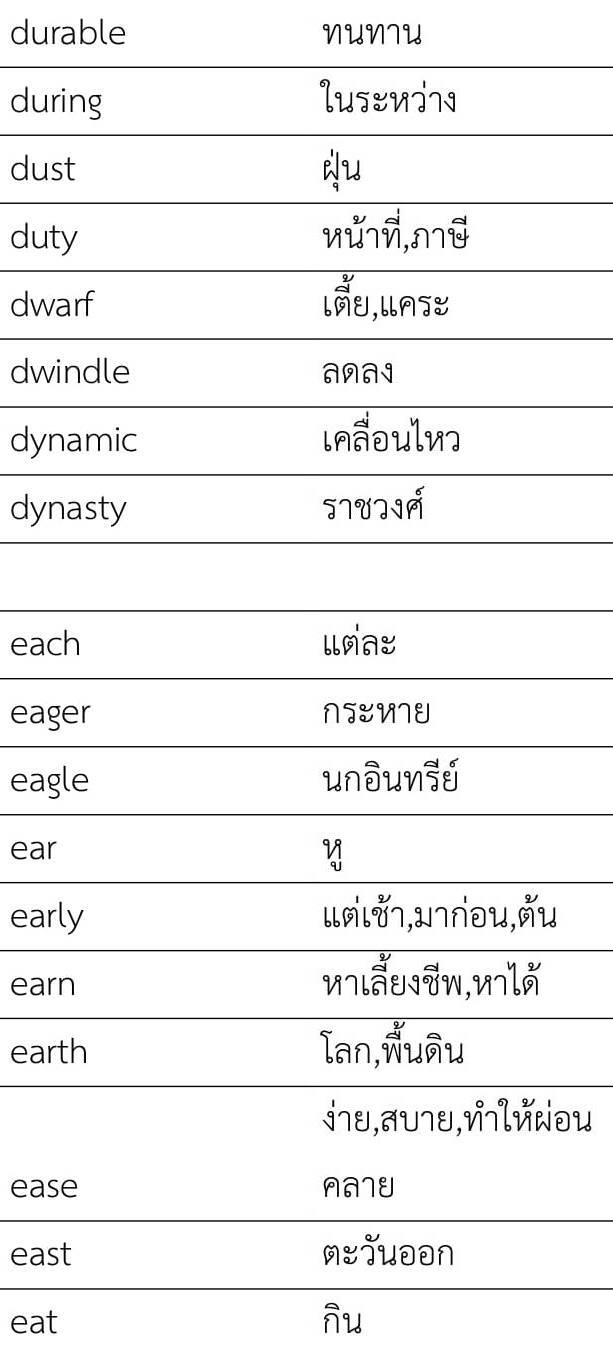 durable ทนทาน
during ในระหว่าง
dust ฝุ่น
duty หน้าที่,ภาษี
dwarf เตี้ย,แคระ
dwindle ลดลง
dynamic เคลื่อนไหว
dynasty ราชวงศ์
each แต่ละ
eager กระหาย
eagle นกอินทรีย์
ear หู
early แต่เช้า,มาก่อน,ต้น
earn หาเลี้ยงชีพ,หาได้
earth โลก,พื้นดิน
ง่าย,สบาย,ทำให้ผ่อน
ease คลาย
east ตะวันออก
eat กิน